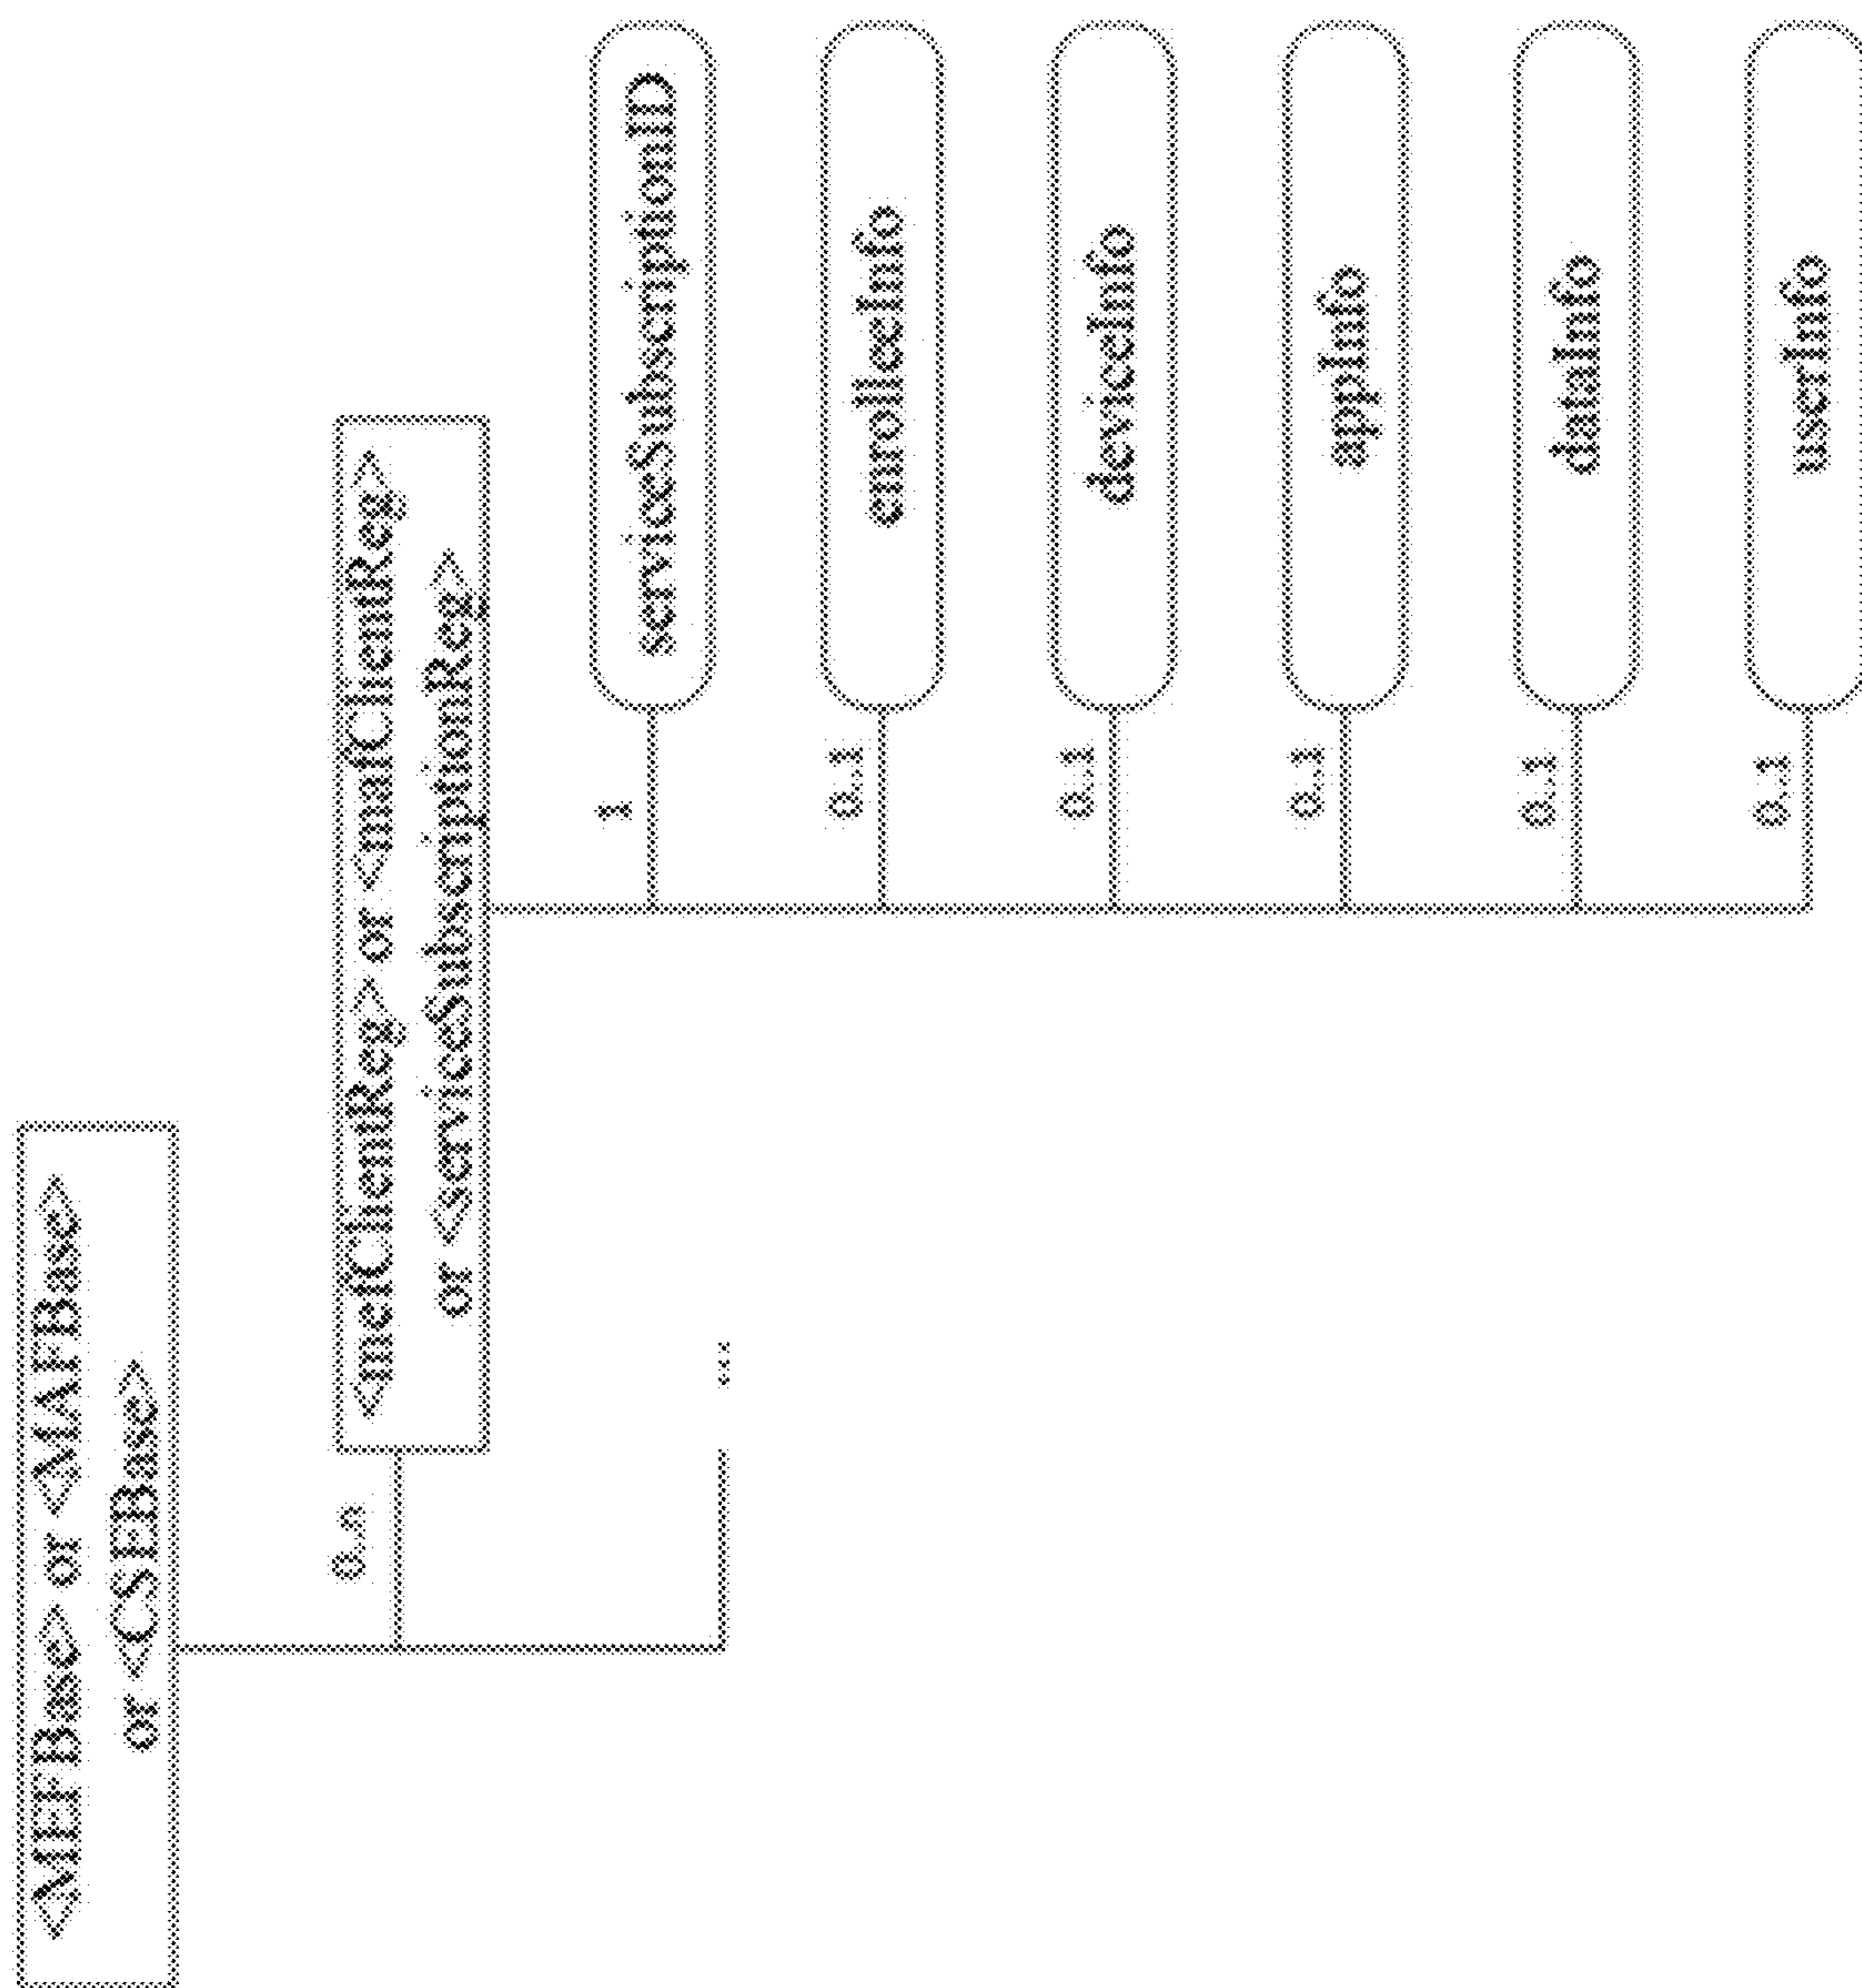 <MEFBase> or <MAFBase>
or <CSEBase>
0..n
<mefClientReg> or <mafClientReg>
or <serviceSubscriptionReg>
...
1
serviceSubscriptionID
0..1
enrolleeInfo
0..1
deviceInfo
0..1
appInfo
0..1
dataInfo
0..1
userInfo